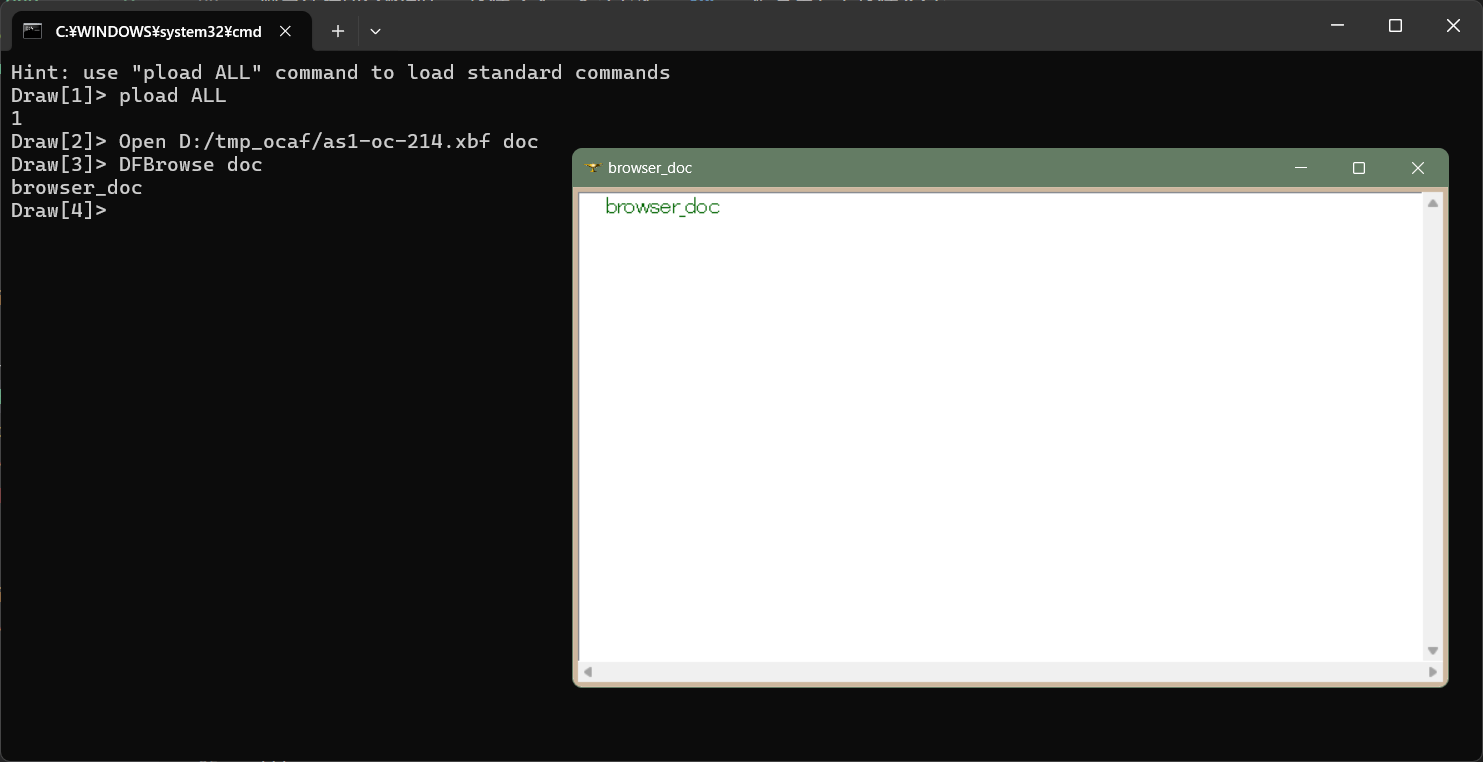 C:¥WINDOWS¥system32¥cmd
Hint: use "pload ALL" command to load standard commands
Draw[1]> pload ALL
1
Draw[2]> Open D:/tmp_ocaf/as1-oc-214.xbf doc
Draw[3]> DFBrowse doc
browser_doc
Draw[4]>
browser_doc
browser_doc